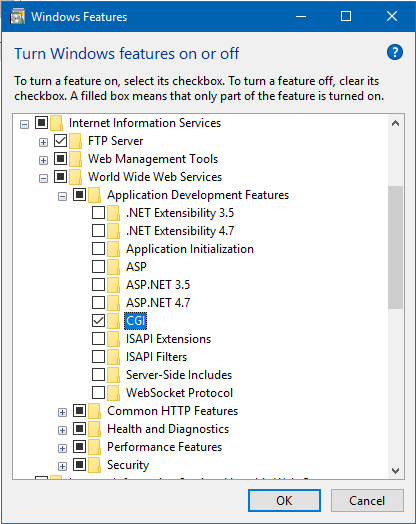 Windows Features
Turn Windows features on or off
?
To turn a feature on, select its checkbox. To turn a feature off, clear its
checkbox. A filled box means that only part of the feature is turned on.
Internet Information Services
FTP Server
Web Management Tools
World Wide Web Services
Application Development Features
.NET Extensibility 3.5
.NET Extensibility 4.7
Application Initialization
ASP
ASP.NET 3.5
ASP.NET 4.7
CGI
ISAPI Extensions
ISAPI Filters
Server-Side Includes
WebSocket Protocol
Common HTTP Features
Health and Diagnostics
Performance Features
Security
OK
Cancel